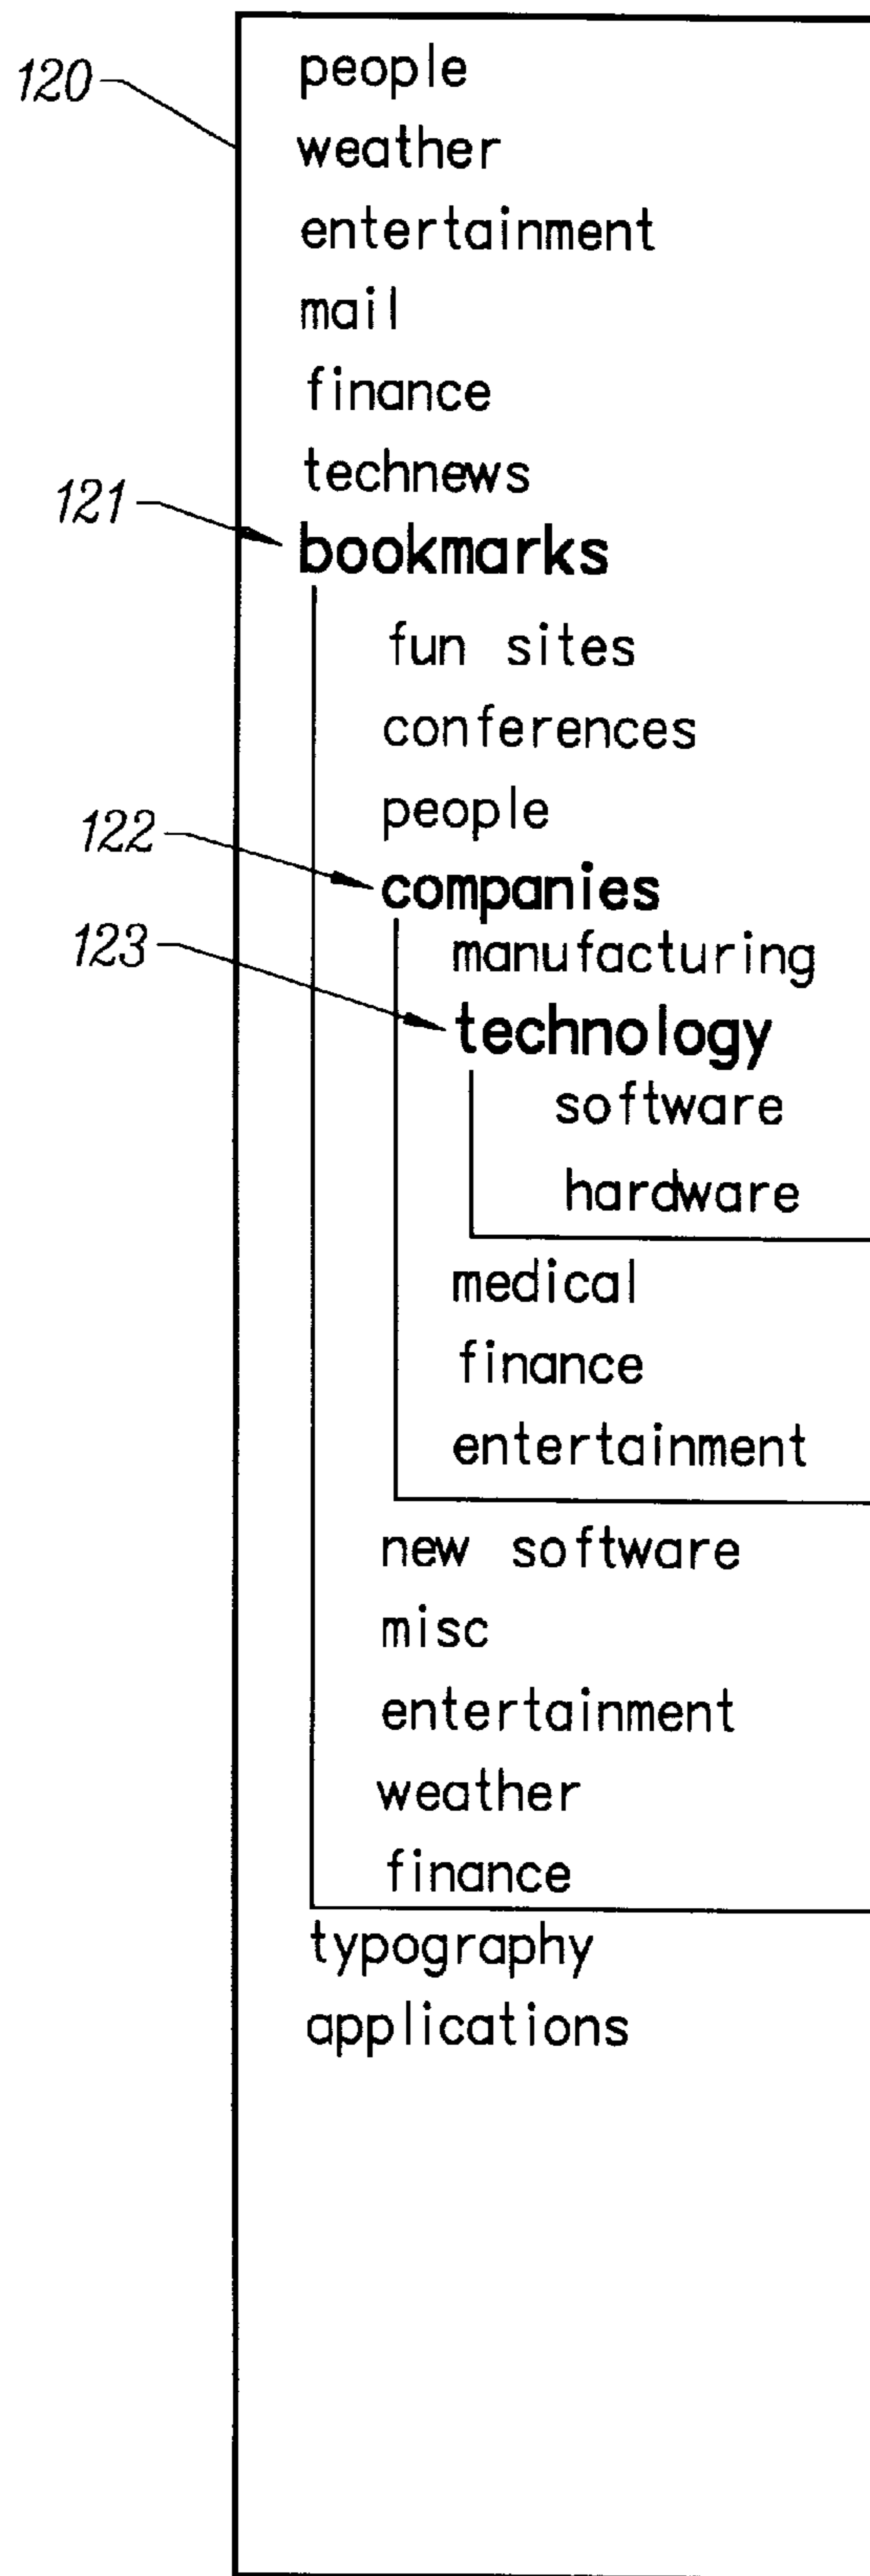 120
people
weather
entertainment
mail
finance
technews
121
bookmarks
fun sites
conferences
people
122
companies
123
manufacturing
technology
software
hardware
medical
finance
entertainment
new software
misc
entertainment
weather
finance
typography
applications